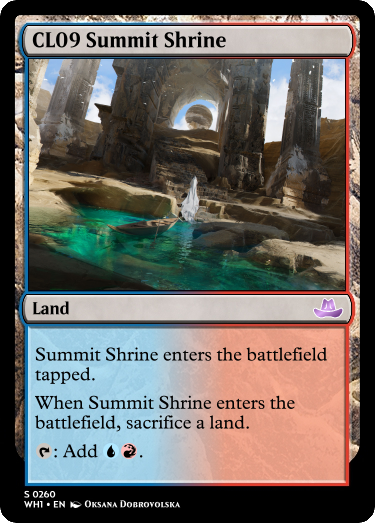 CL09 Summit Shrine
Land
Summit Shrine enters the battlefield
tapped.
When Summit Shrine enters the
battlefield, sacrifice a land.
: Add .
S 0260
WH1 • EN Oksana Dobrovolska